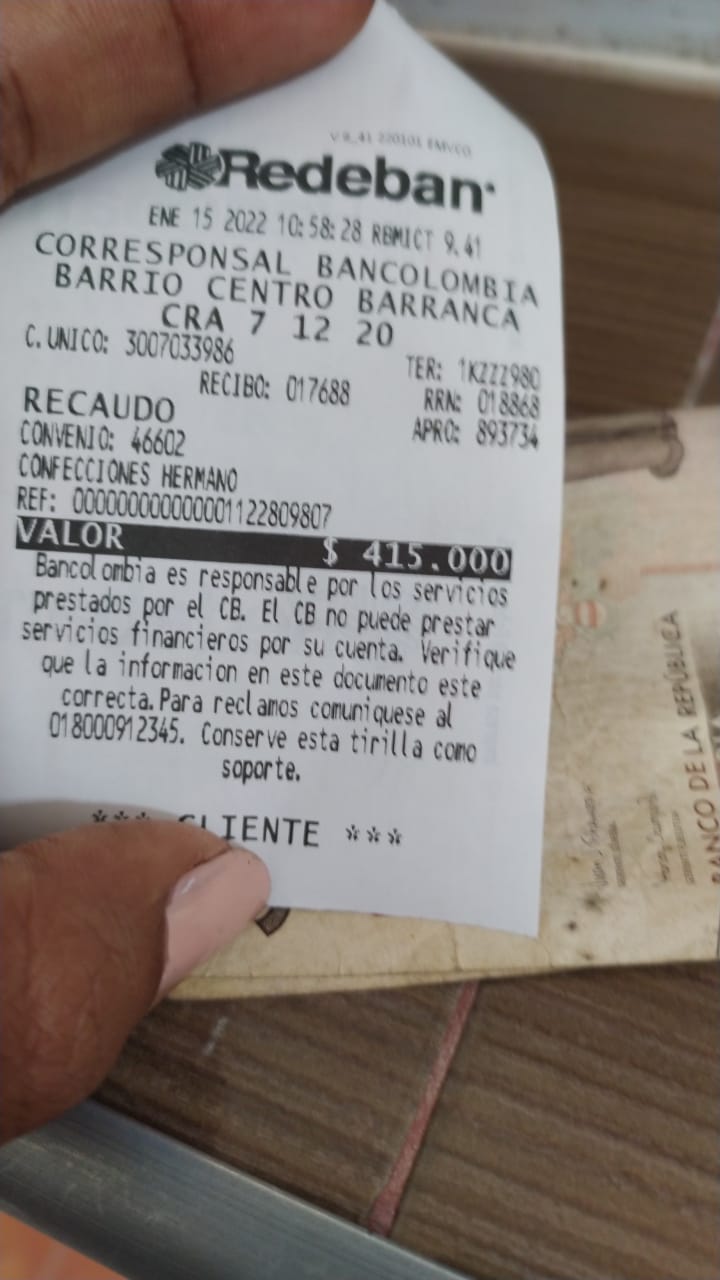 V 9_41 220101 EMVCO
Redeban
ENE 15 2022 10:58:28 RBMICT 9.41
CORRESPONSAL BANCOLOMBIA
BARRIO CENTRO BARRANCA
CRA 7 12 20
C. UNICO: 3007033986
TER: 1KZZZ980
RECIBO: 017688
RRN: 018868
RECAUDO
APRO: 893734
CONVENIO: 46602
CONFECCIONES HERMANO
REF: 0000000000000001122809807
VALOR $ 415.000
Bancolombia es responsable por los servicios
prestados por el CB. El CB no puede prestar
servicios financieros por su cuenta. Verifique
que la informacion en este documento este
correcta.Para reclamos comuniquese al
018000912345. Conserve esta tirilla como
soporte.
*** CLIENTE ***
BANCO DE LA REPÚBLICA